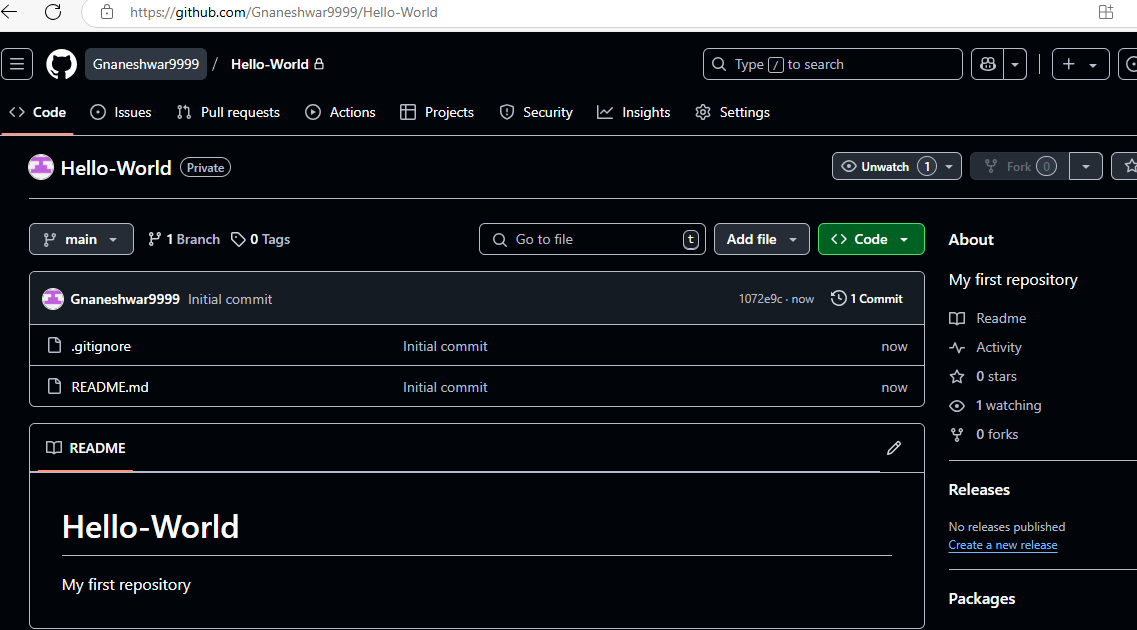 https://github.com/Gnaneshwar9999/Hello-World
Gnaneshwar9999 / Hello-World
Type / to search
Code Issues Pull requests Actions Projects Security Insights Settings
Hello-World Private
Unwatch 1 Fork 0
main 1 Branch 0 Tags
Go to file t Add file Code
Gnaneshwar9999 Initial commit 1072e9c · now 1 Commit
.gitignore Initial commit now
README.md Initial commit now
README
Hello-World
My first repository
About
My first repository
Readme
Activity
0 stars
1 watching
0 forks
Releases
No releases published
Create a new release
Packages